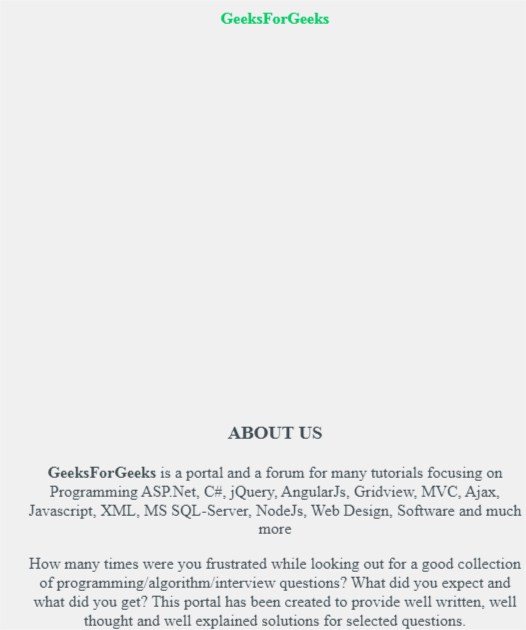 GeeksForGeeks
ABOUT US
GeeksForGeeks is a portal and a forum for many tutorials focusing on
Programming ASP.Net, C#, jQuery, AngularJs, Gridview, MVC, Ajax,
Javascript, XML, MS SQL-Server, NodeJs, Web Design, Software and much
more
How many times were you frustrated while looking out for a good collection
of programming/algorithm/interview questions? What did you expect and
what did you get? This portal has been created to provide well written, well
thought and well explained solutions for selected questions.